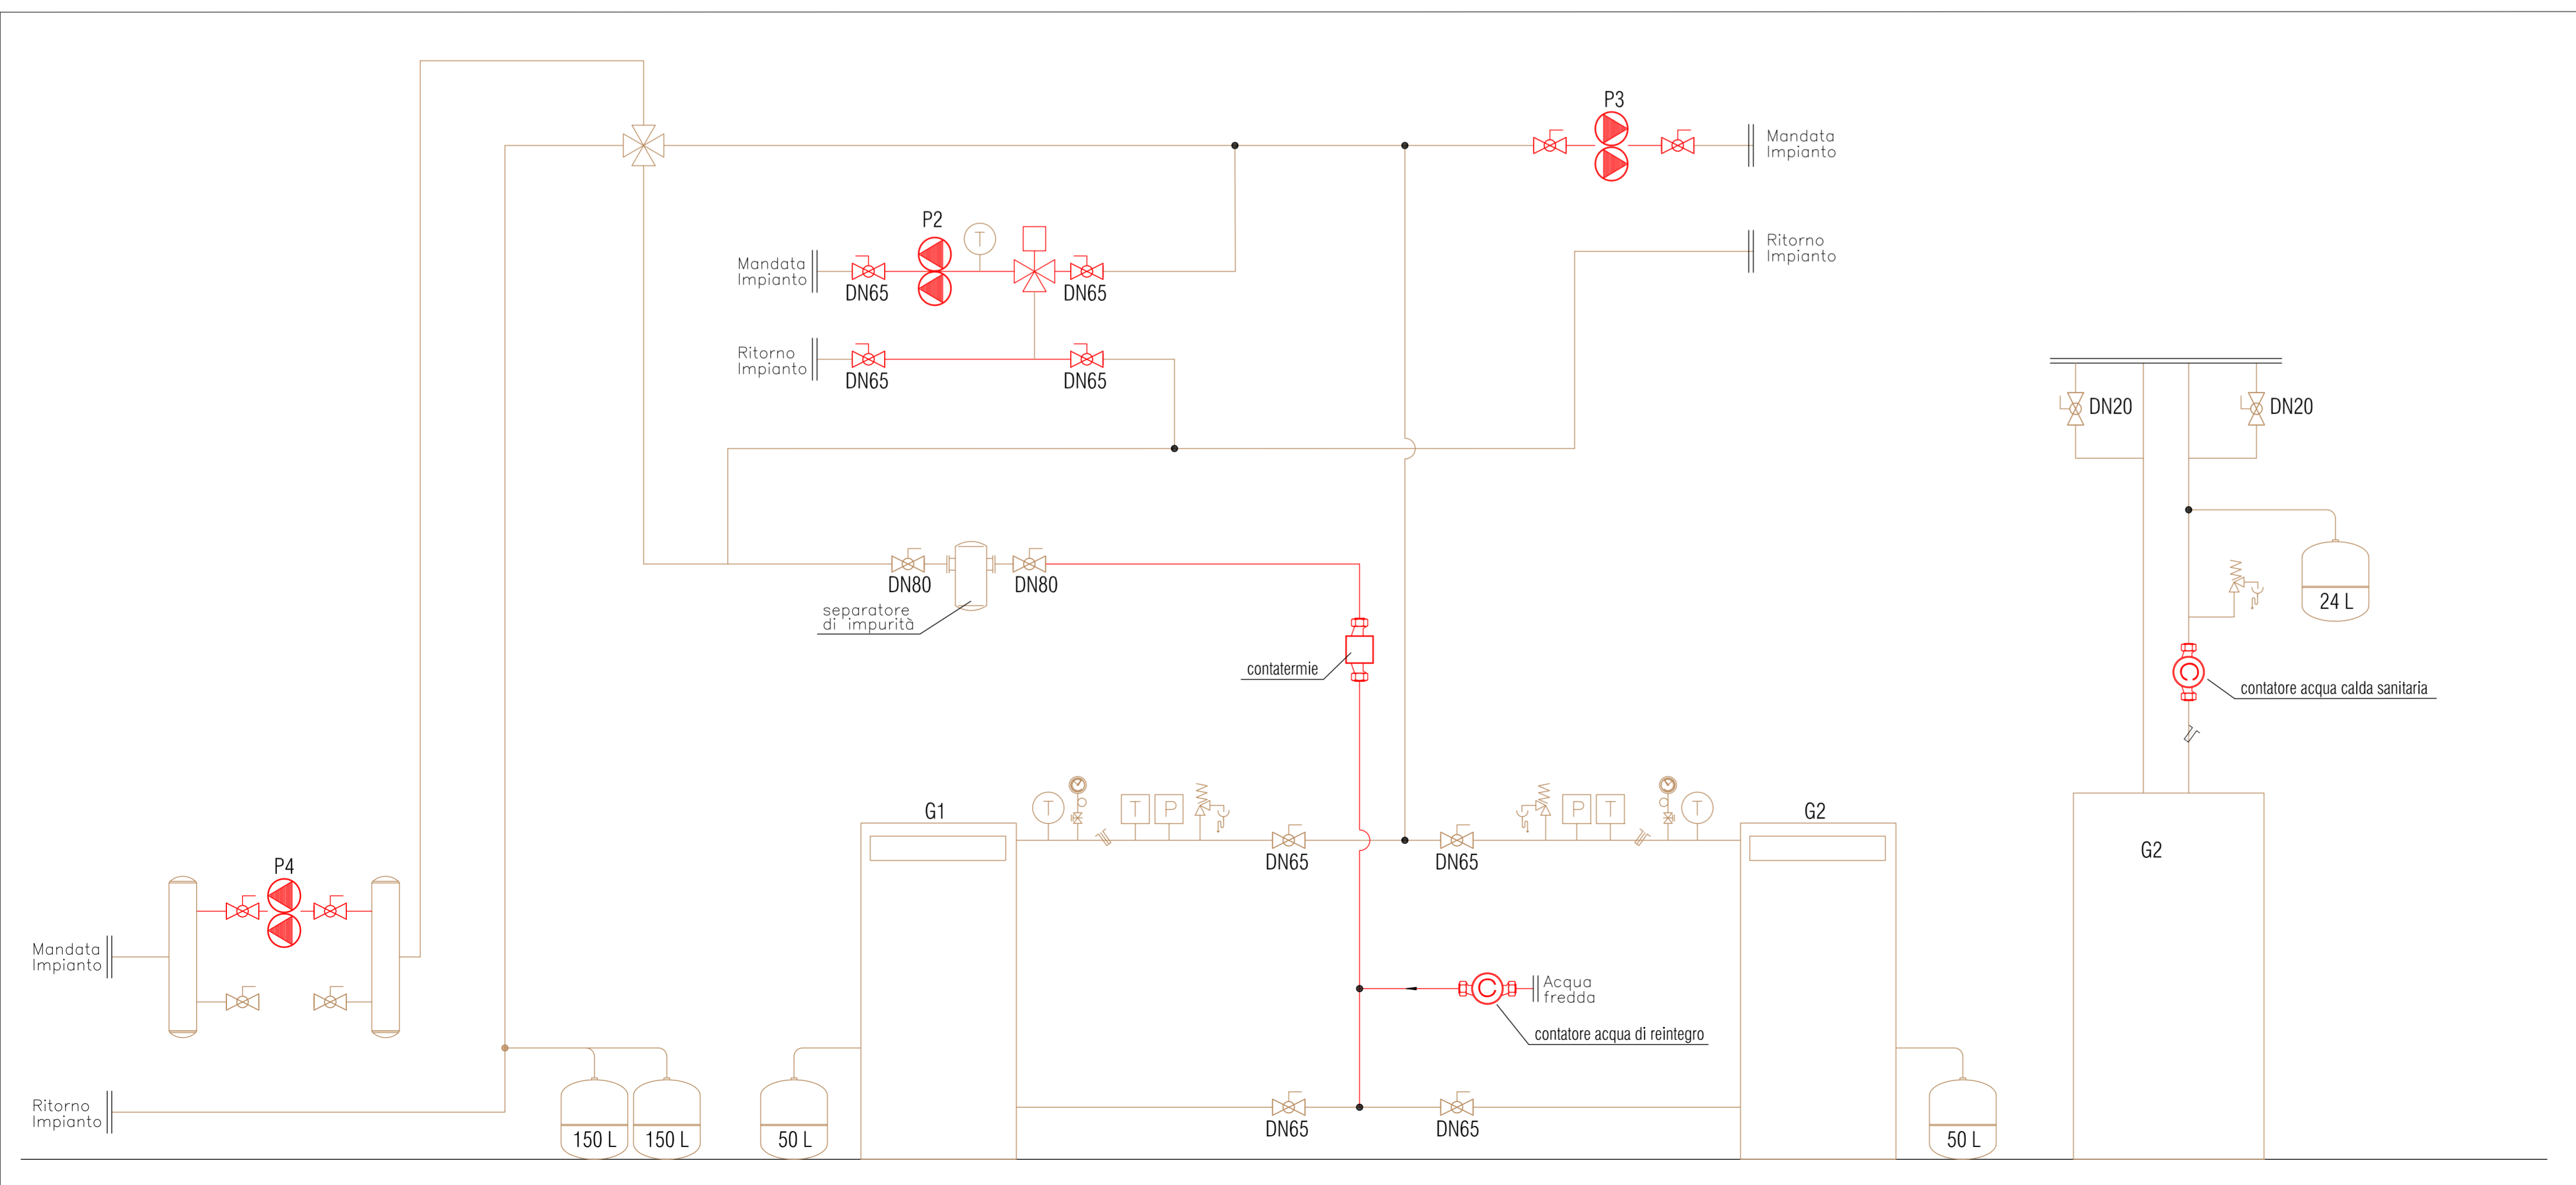 P3
Mandata
Impianto
P2
T
Mandata
Impianto
DN65
DN65
Ritorno
Impianto
Ritorno
Impianto
DN65
DN65
DN20
DN20
DN80
DN80
separatore
di impurità
24 L
contatermie
contatore acqua calda sanitaria
G1
T
T
P
P
T
T
G2
G2
DN65
DN65
P4
Mandata
Impianto
Acqua
fredda
contatore acqua di reintegro
Ritorno
Impianto
150 L
150 L
50 L
DN65
DN65
50 L